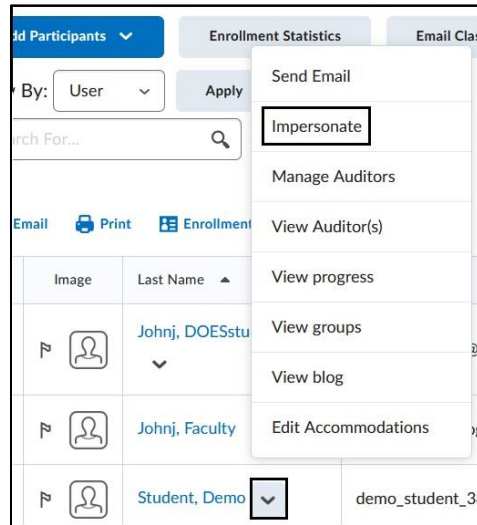 dd Participants
Enrollment Statistics
Email Clas
By:
User
Apply
rch For...
Send Email
Impersonate
Manage Auditors
View Auditor(s)
View progress
View groups
View blog
Edit Accommodations
Email
Print
Enrollment
Image
Last Name
Johnj, DOESstu
Johnj, Faculty
Student, Demo
demo_student_3